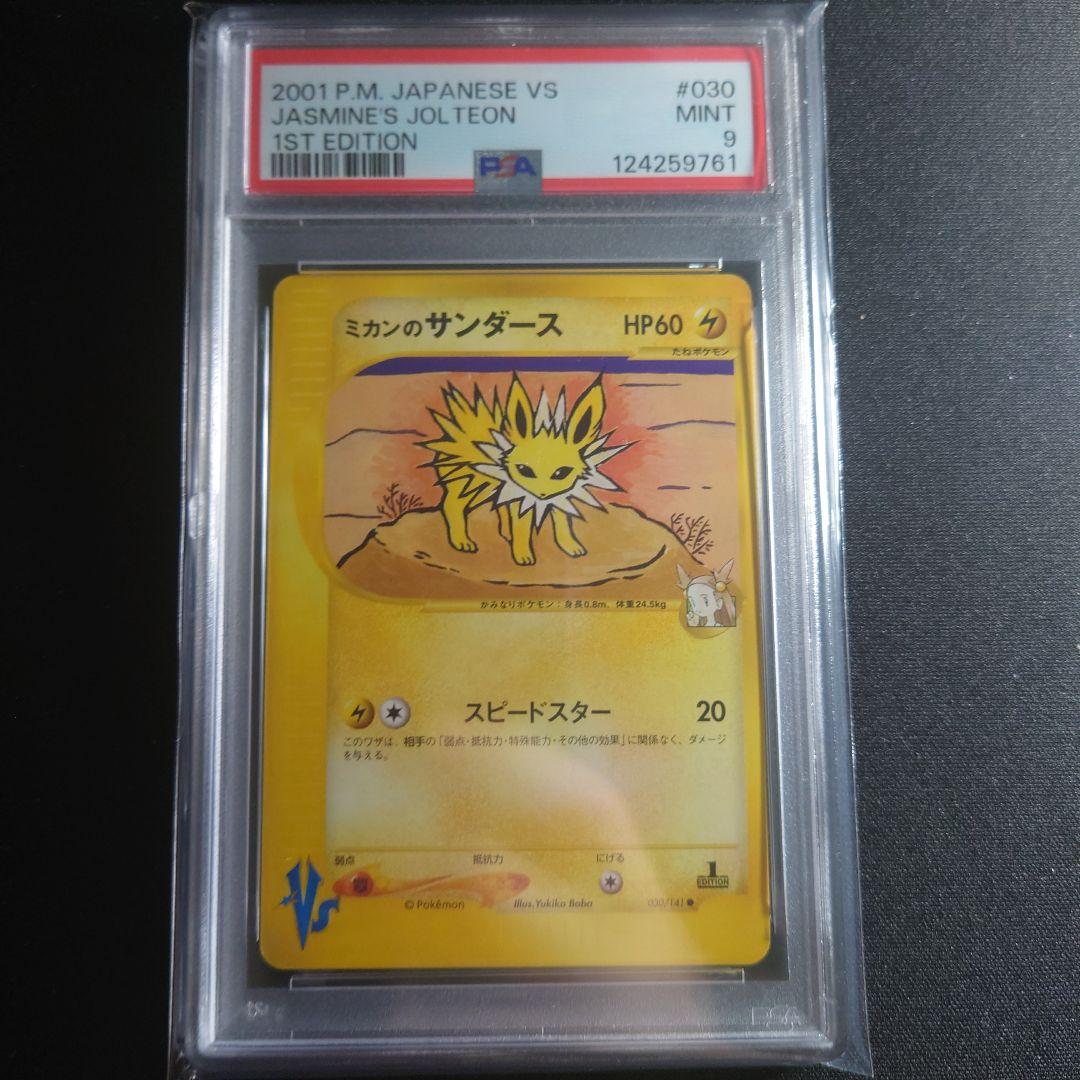 2001 P.M. JAPANESE VS #030
JASMINE'S JOLTEON MINT
1ST EDITION 9
PSA 124259761
ミカンのサンダース HP60
たねポケモン
かみなりポケモン：身長0.8m、体重24.5kg
スピードスター 20
このワザは、相手の「弱点・抵抗力・特殊能力・その他の効果」に関係なく、ダメージ
を与える。
弱点 抵抗力 にげる
1
EDITION
VS
© Pokémon Illus.Yukiko Baba 030/141 ●
PSA